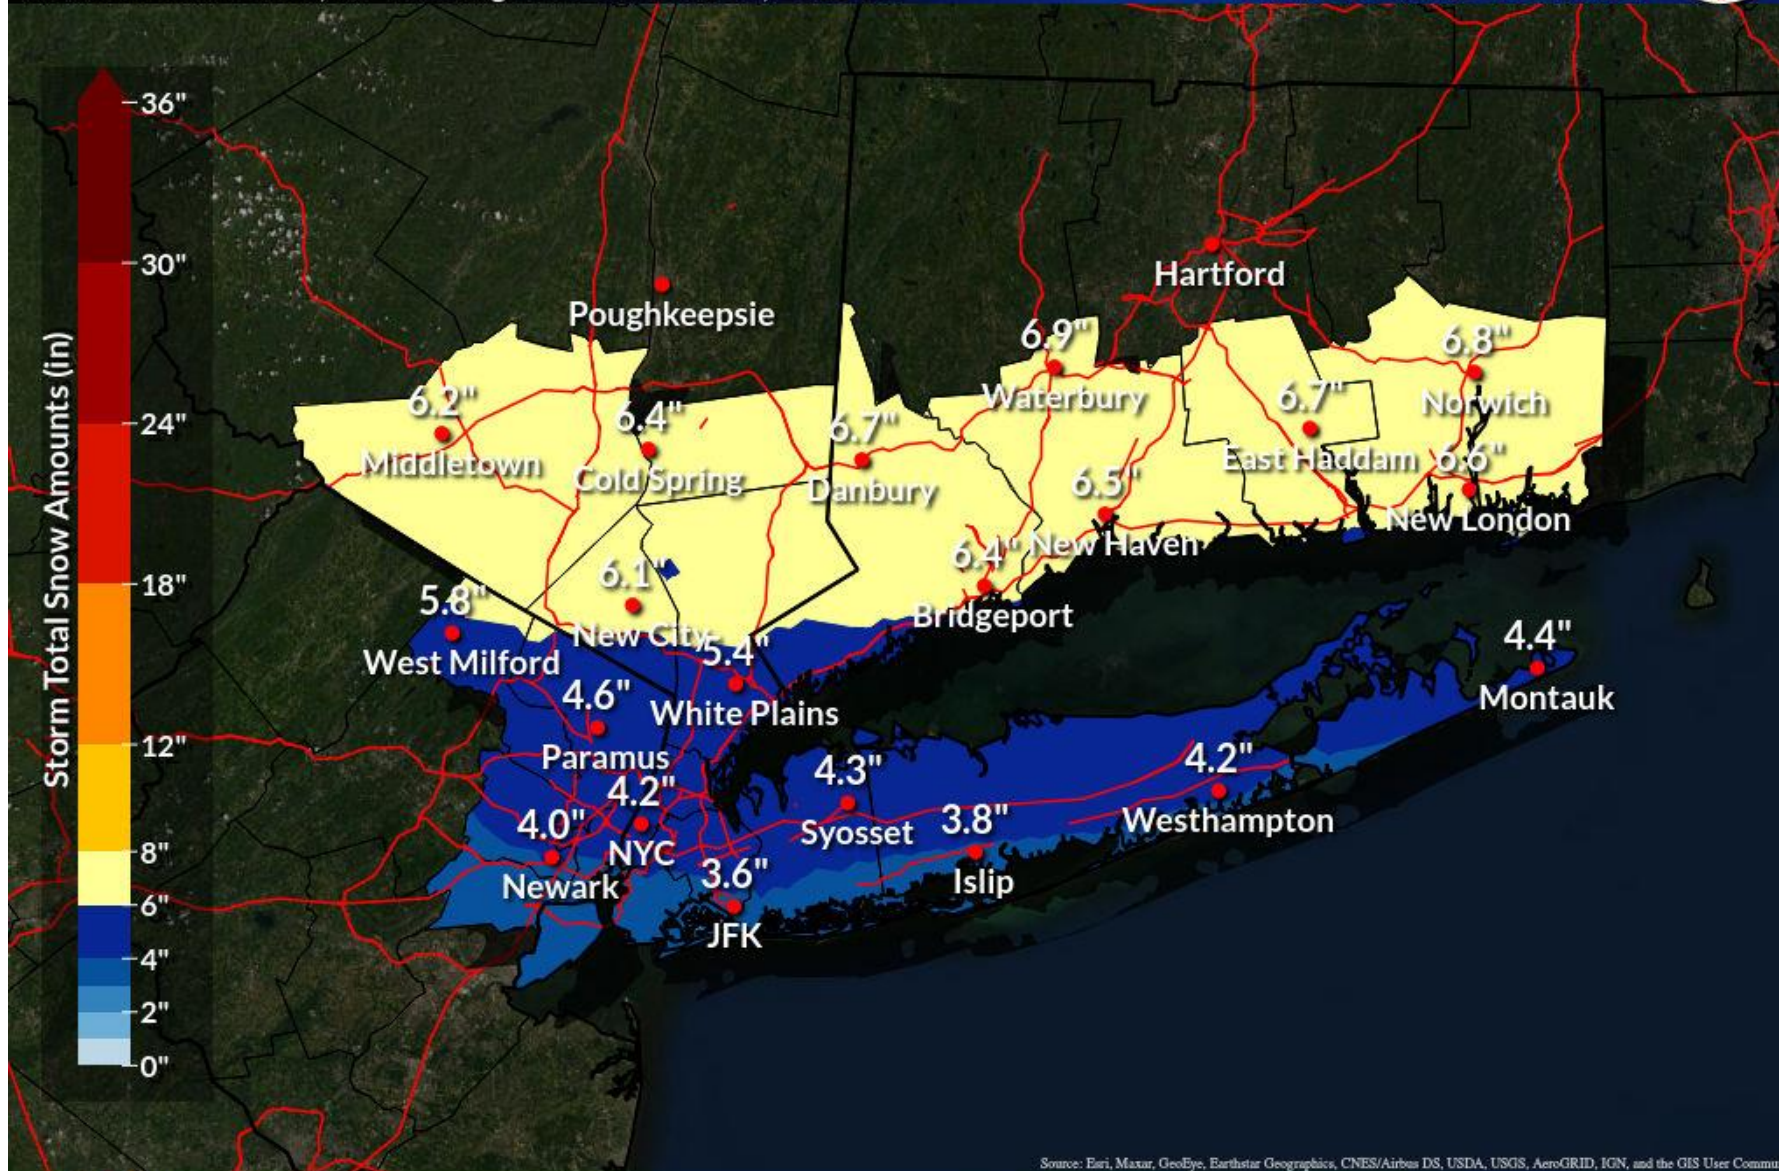 36"
30"
24"
18"
12"
8"
6"
4"
2"
0"
Storm Total Snow Amounts (in)
Hartford
Poughkeepsie
6.9"
Waterbury
6.8"
Norwich
6.2"
Middletown
6.4"
Cold Spring
6.7"
Danbury
6.7"
East Haddam
6.6"
New London
6.5"
New Haven
6.4"
Bridgeport
6.1"
New City
5.8"
West Milford
5.4"
White Plains
4.6"
Paramus
4.4"
Montauk
4.2"
NYC
4.3"
Syosset
4.2"
Westhampton
4.0"
Newark
3.8"
Islip
3.6"
JFK
Source: Esri, Maxar, GeoEye, Earthstar Geographics, CNES/Airbus DS, USDA, USGS, AeroGRID, IGN, and the GIS User Commu